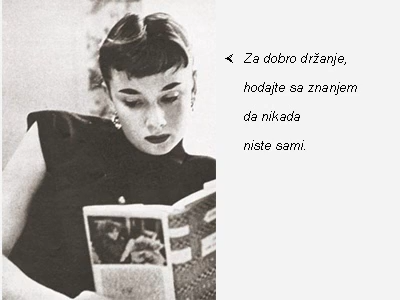 Za dobro držanje,
hodajte sa znanjem
da nikada
niste sami.